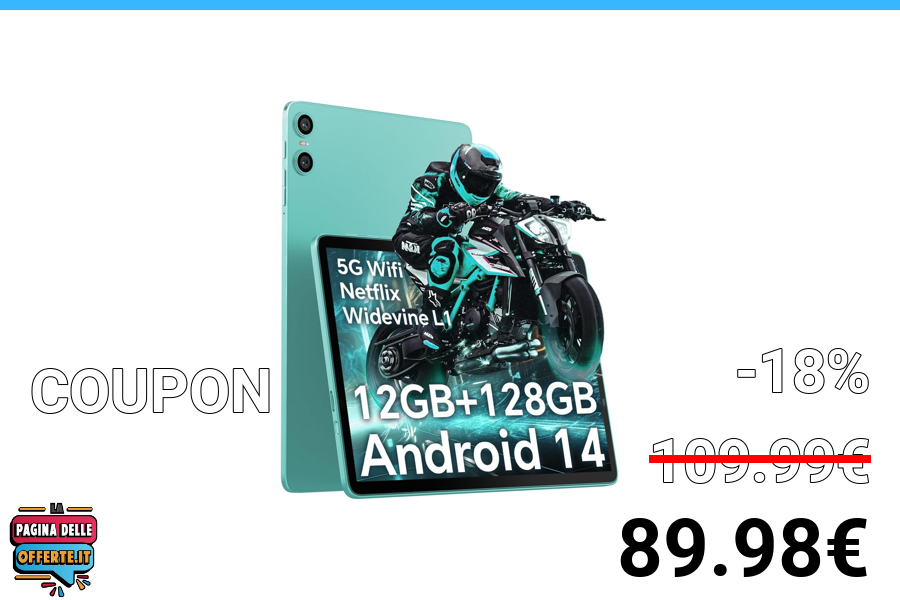 5G Wifi
Netflix
Widevine L1
12GB+128GB
Android 14
COUPON
-18%
109.99€
89.98€
LA
PAGINA DELLE
OFFERTE.IT